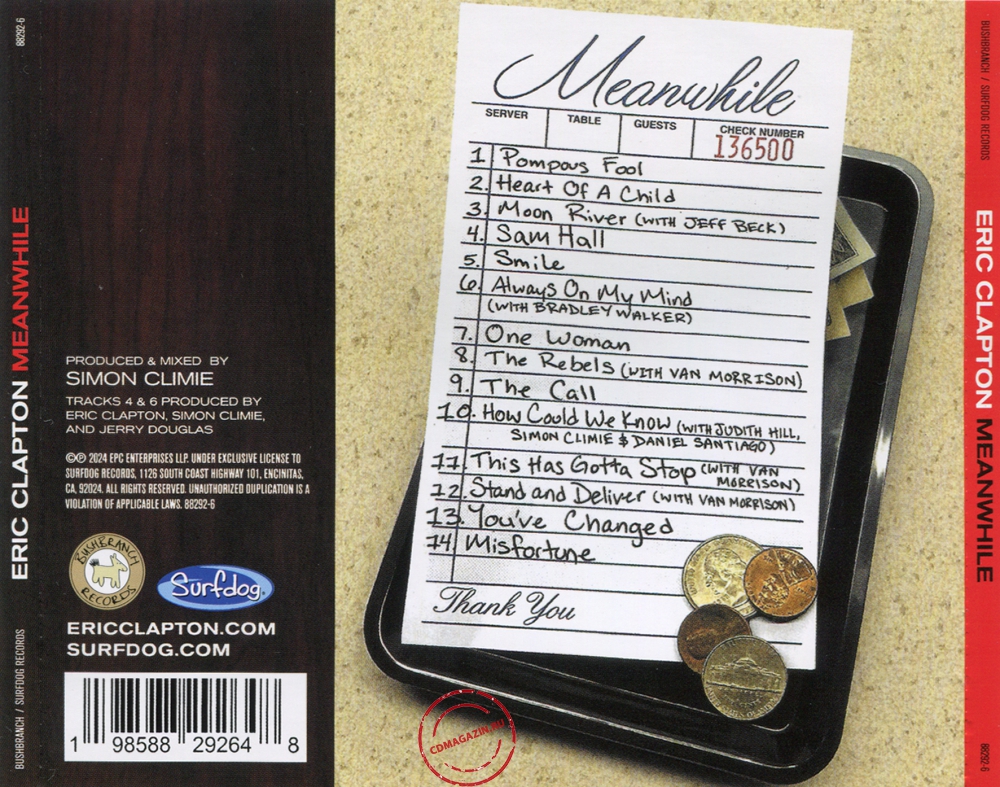 88292-6
ERIC CLAPTON MEANWHILE
BUSHBRANCH / SURFDOG RECORDS
PRODUCED & MIXED BY
SIMON CLIMIE
TRACKS 4 & 6 PRODUCED BY
ERIC CLAPTON, SIMON CLIMIE,
AND JERRY DOUGLAS
©℗ 2024 EPC ENTERPRISES LLP. UNDER EXCLUSIVE LICENSE TO
SURFDOG RECORDS, 1126 SOUTH COAST HIGHWAY 101, ENCINITAS,
CA, 92024. ALL RIGHTS RESERVED. UNAUTHORIZED DUPLICATION IS A
VIOLATION OF APPLICABLE LAWS. 88292-6
BUSHBRANCH
RECORDS
Surfdog
ERICCLAPTON.COM
SURFDOG.COM
1 98588 29264 8
Meanwhile
SERVER TABLE GUESTS CHECK NUMBER
136500
1 Pompous Fool
2. Heart Of A Child
3. Moon River (WITH JEFF BECK)
4. Sam Hall
5. Smile
6. Always On My Mind
(WITH BRADLEY WALKER)
7. One Woman
8. The Rebels (WITH VAN MORRISON)
9. The Call
10. How Could We Know (WITH JUDITH HILL,
SIMON CLIMIE & DANIEL SANTIAGO)
11. This Has Gotta Stop (WITH VAN
MORRISON)
12. Stand and Deliver (WITH VAN MORRISON)
13. You've Changed
14 Misfortune
Thank You
CDMAGAZIN.RU
BUSHBRANCH / SURFDOG RECORDS
ERIC CLAPTON MEANWHILE
88292-6